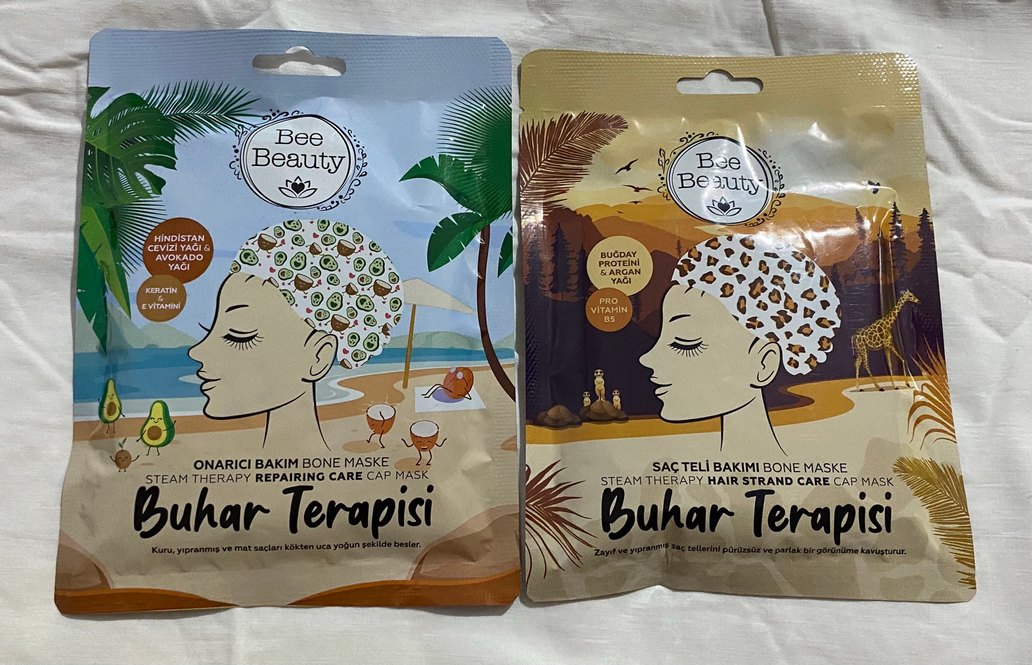 Bee
Beauty
HİNDİSTAN
CEVİZİ YAĞI &
AVOKADO
YAĞI
KERATİN
&
E VİTAMİNİ
ONARICI BAKIM BONE MASKE
STEAM THERAPY REPAIRING CARE CAP MASK
Buhar Terapisi
Kuru, yıpranmış ve mat saçları kökten uca yoğun şekilde besler.
Bee
Beauty
BUĞDAY
PROTEİNİ
& ARGAN
YAĞI
PRO
VITAMIN
B5
SAÇ TELİ BAKIMI BONE MASKE
STEAM THERAPY HAIR STRAND CARE CAP MASK
Buhar Terapisi
Zayıf ve yıpranmış saç tellerini pürüzsüz ve parlak bir görünüme kavuşturur.